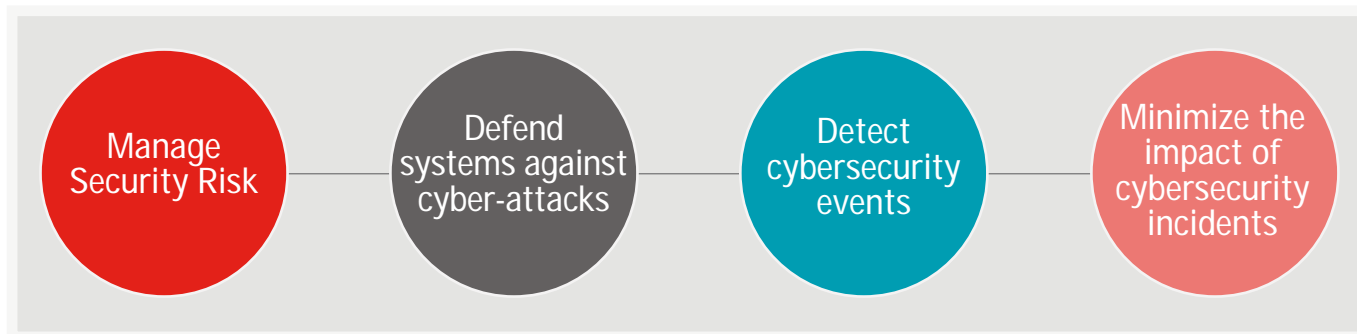 Manage
Security Risk
Defend
systems against
cyber-attacks
Detect
cybersecurity
events
Minimize the
impact of
cybersecurity
incidents